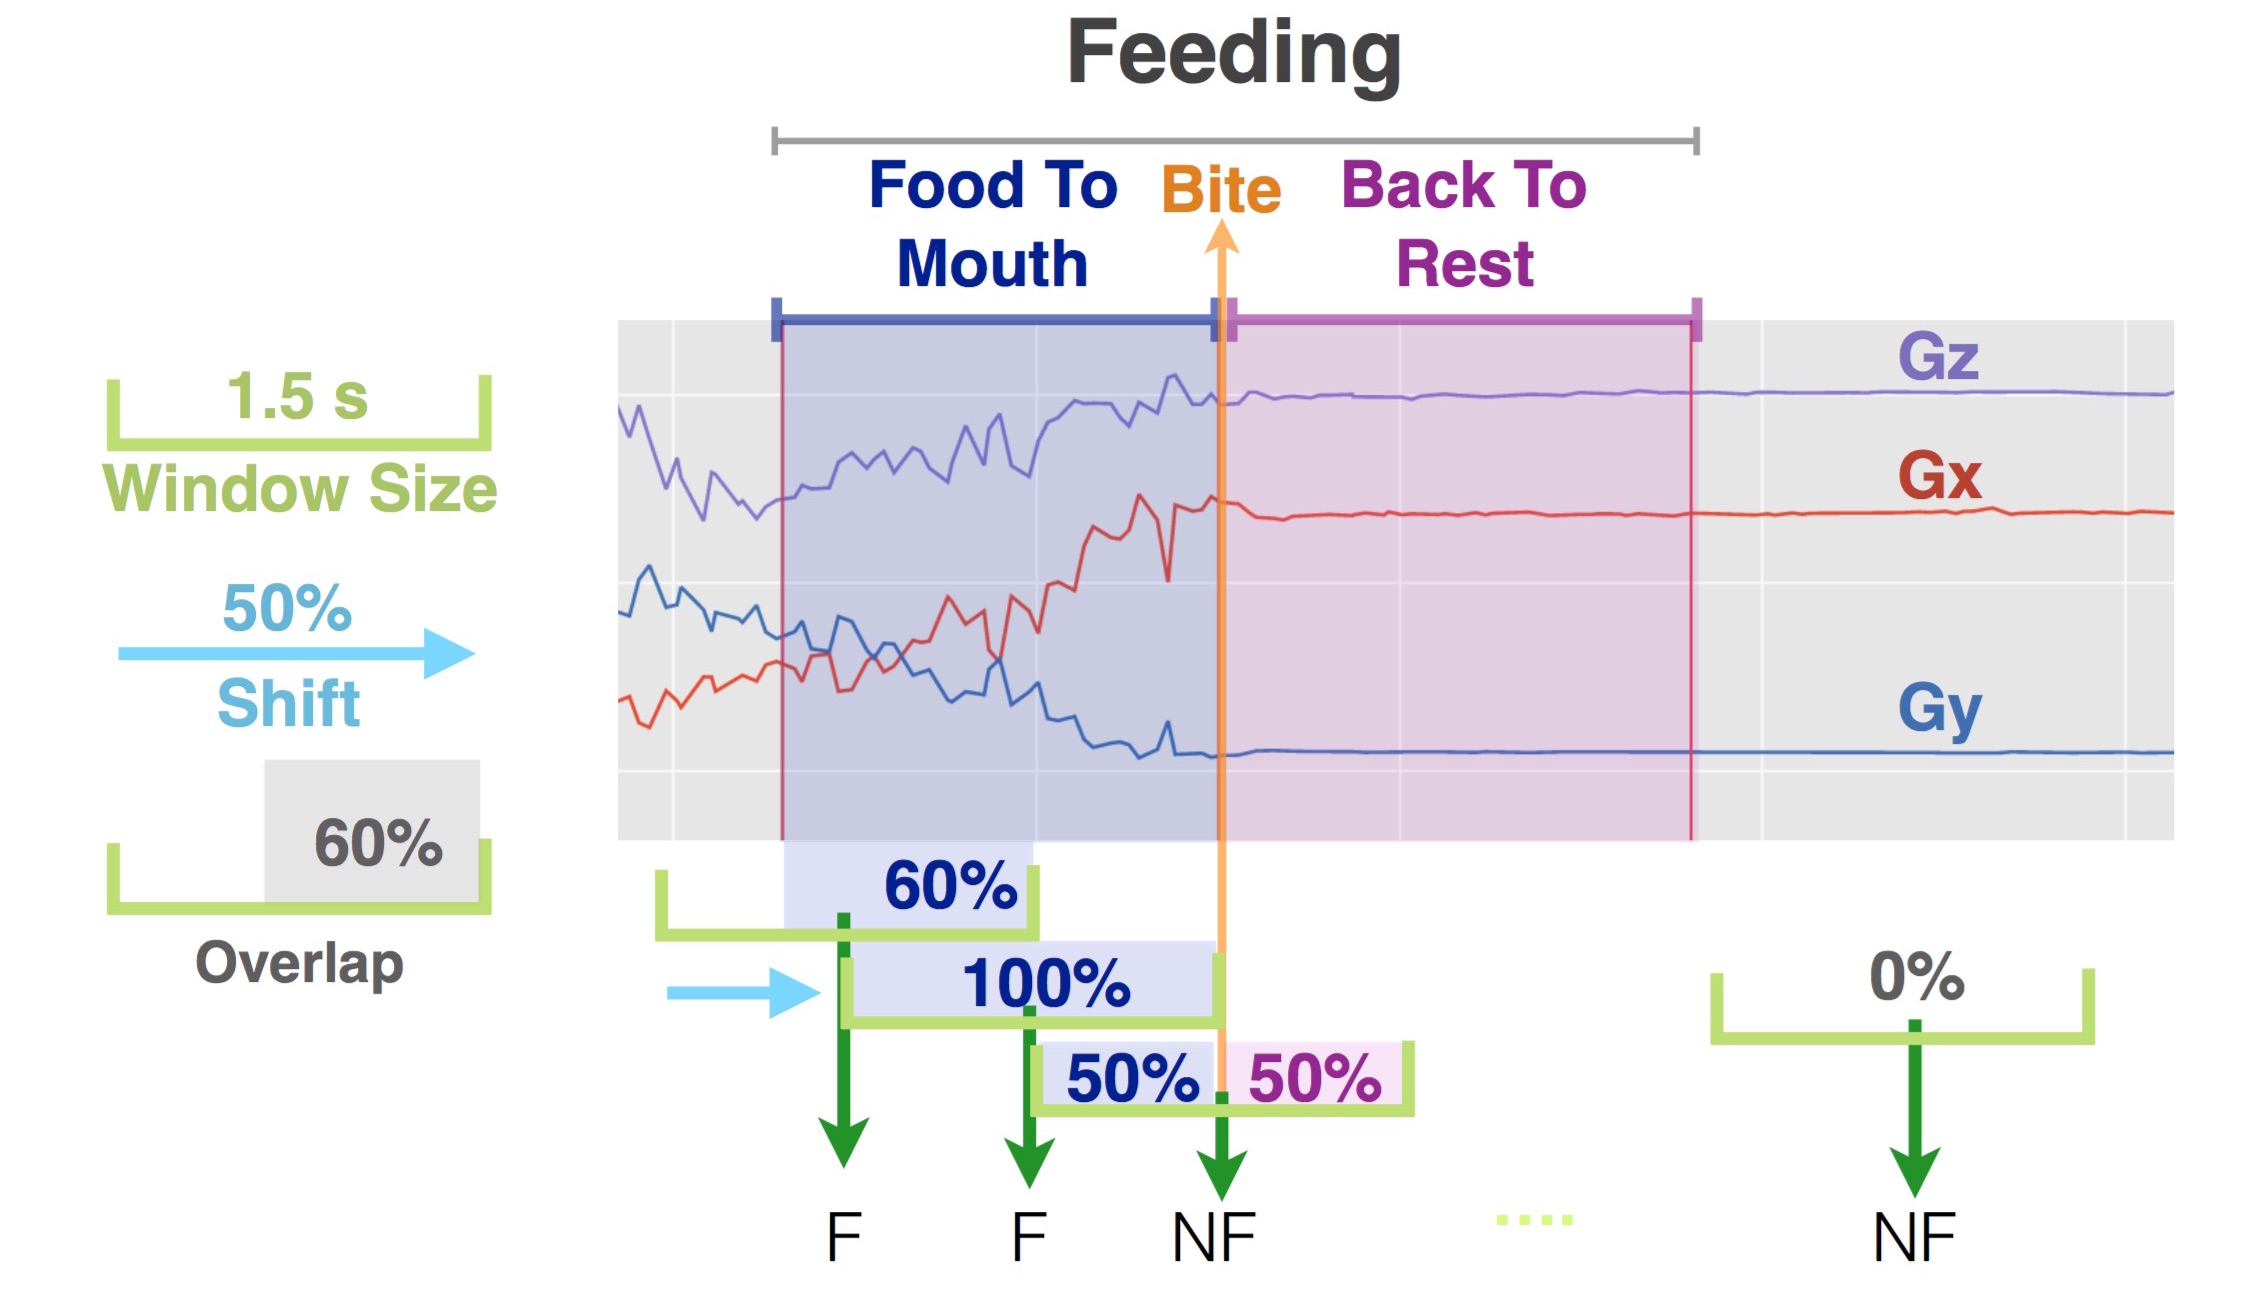 Feeding
Food To
Mouth
Bite
Back To
Rest
1.5 s
Window Size
50%
Shift
60%
Overlap
Gz
Gx
Gy
60%
100%
50%
50%
0%
F
F
NF
NF